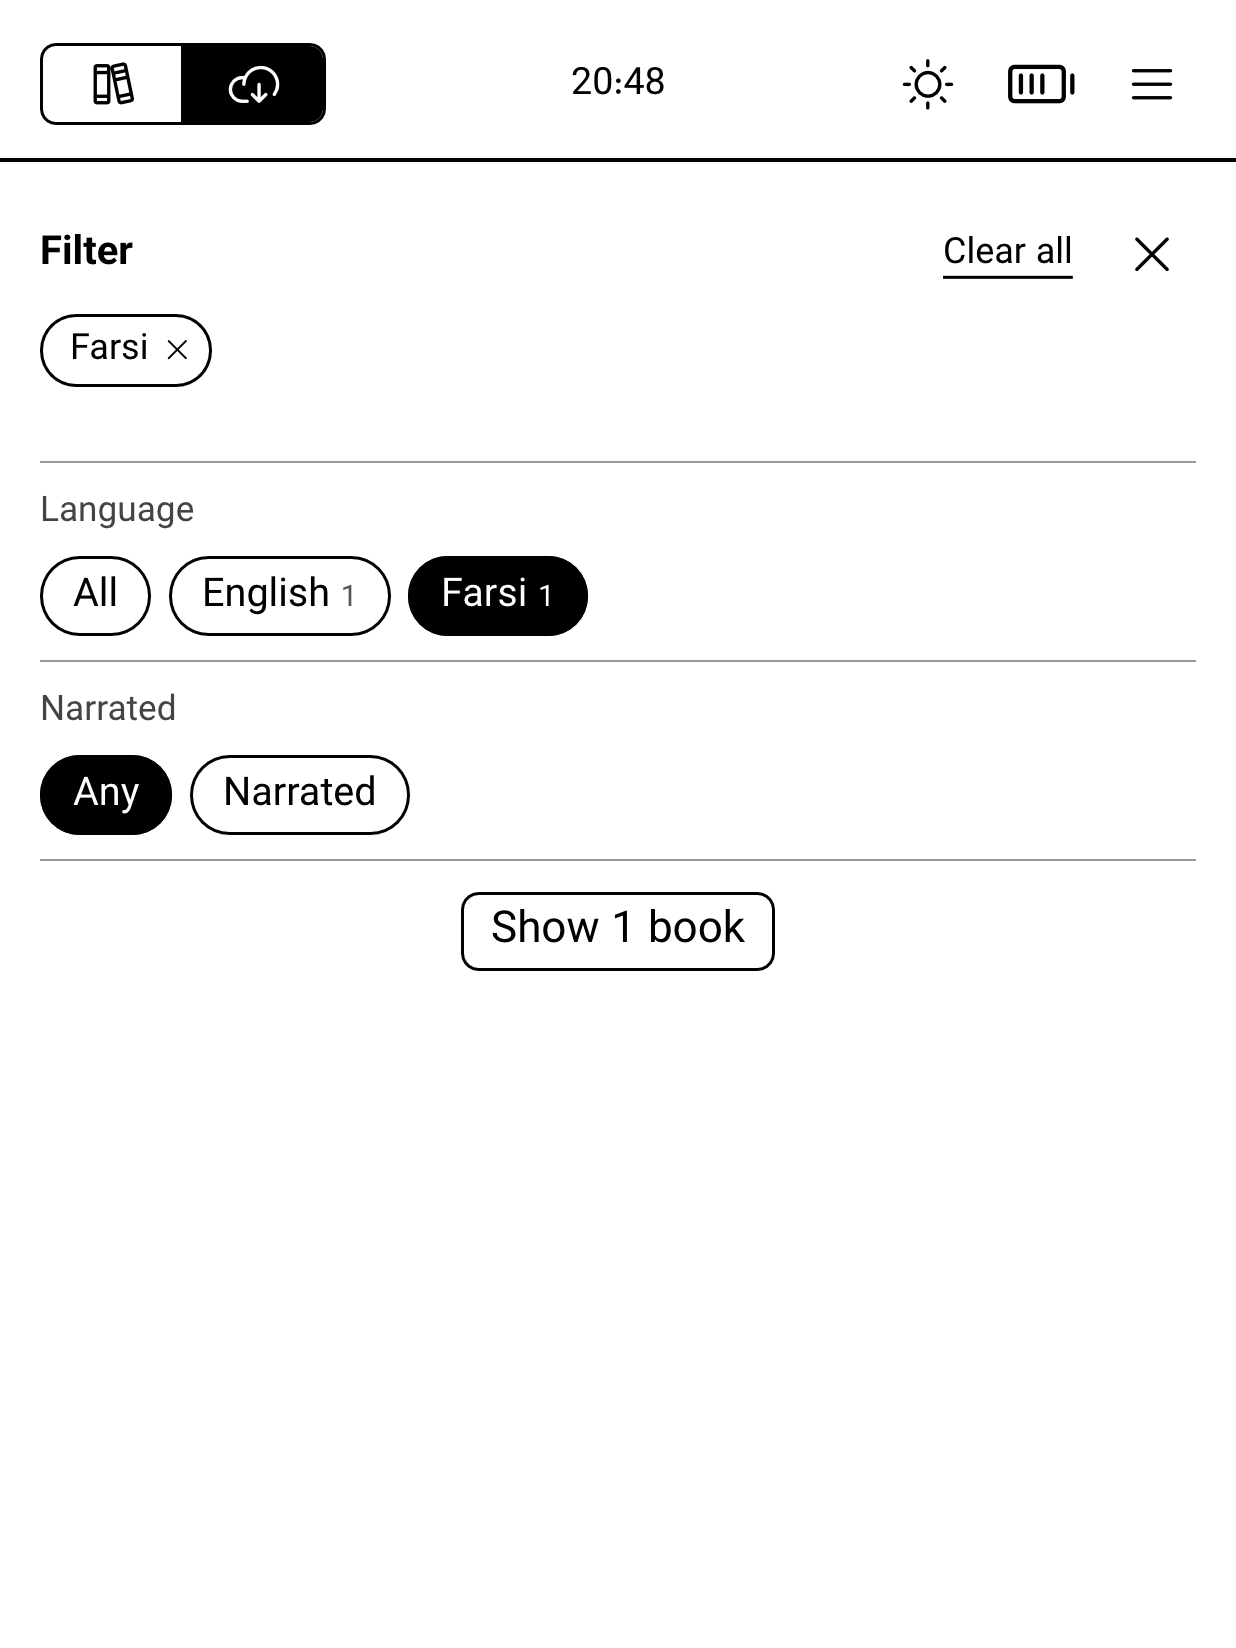 20:48
Filter Clear all
Farsi
Language
All English 1 Farsi 1
Narrated
Any Narrated
Show 1 book